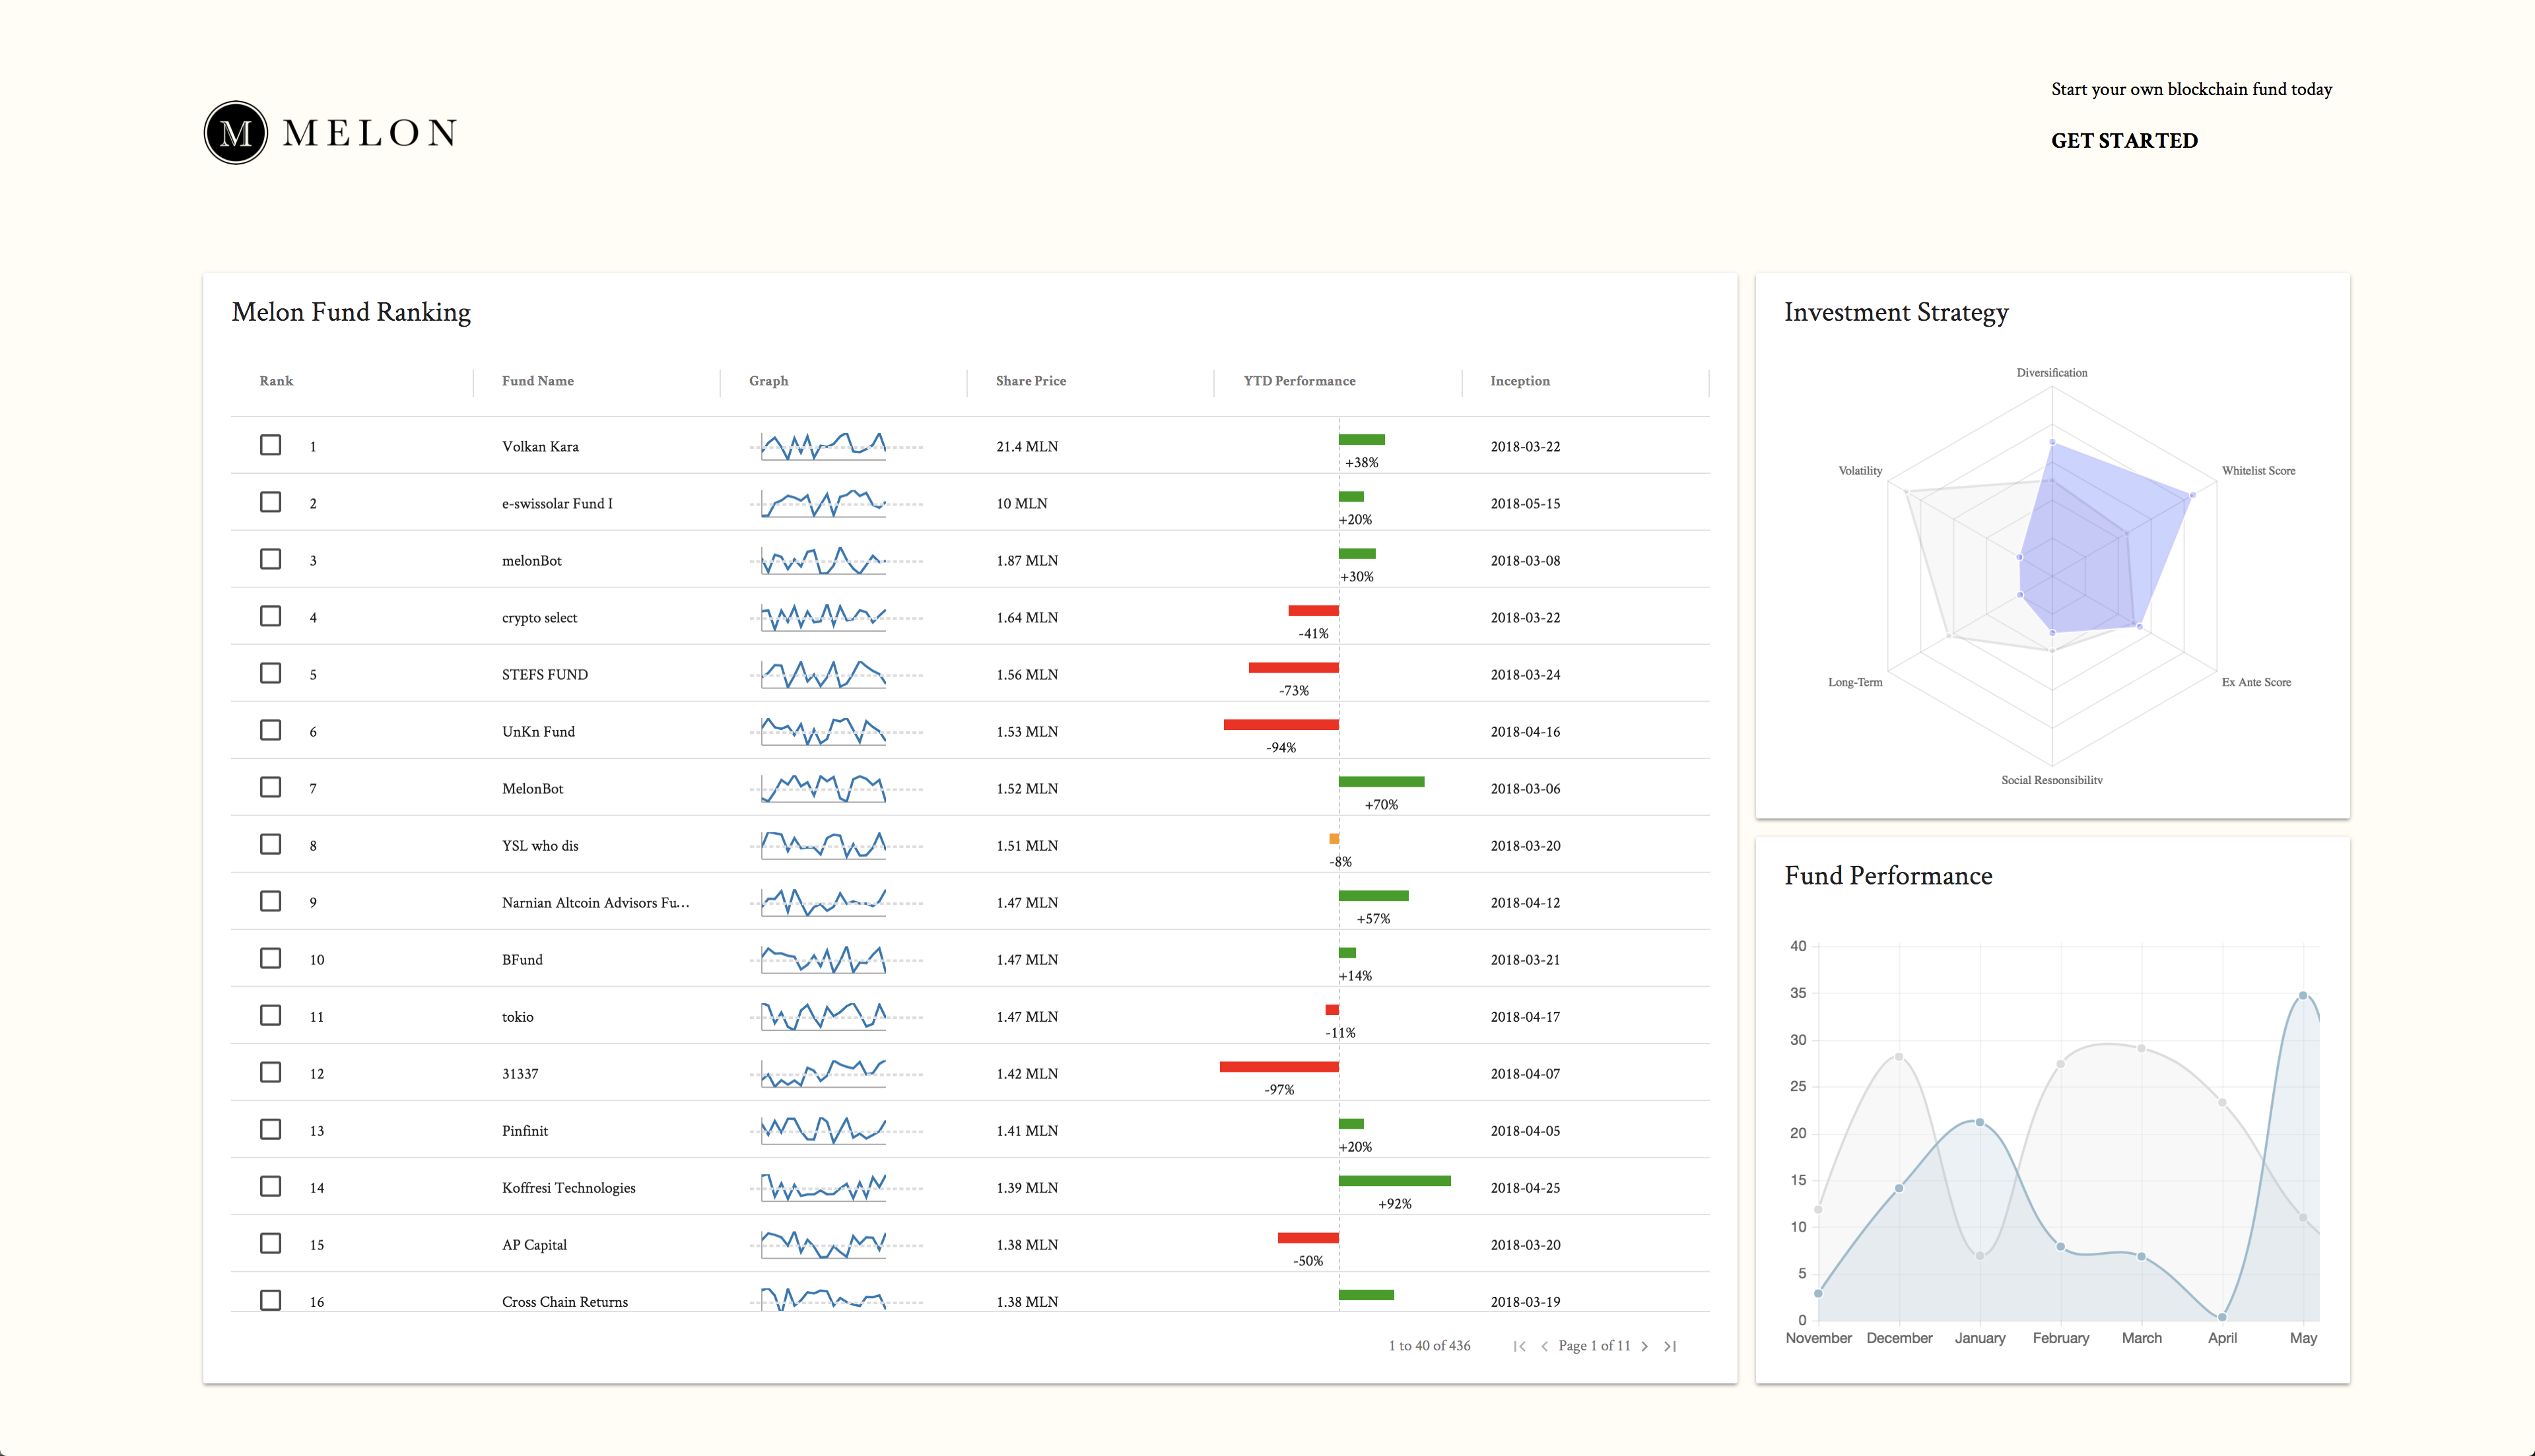 M MELON
Start your own blockchain fund today
GET STARTED
Melon Fund Ranking
Rank Fund Name Graph Share Price YTD Performance Inception
1 Volkan Kara 21.4 MLN +38% 2018-03-22
2 e-swissolar Fund I 10 MLN +20% 2018-05-15
3 melonBot 1.87 MLN +30% 2018-03-08
4 crypto select 1.64 MLN -41% 2018-03-22
5 STEFS FUND 1.56 MLN -73% 2018-03-24
6 UnKn Fund 1.53 MLN -94% 2018-04-16
7 MelonBot 1.52 MLN +70% 2018-03-06
8 YSL who dis 1.51 MLN -8% 2018-03-20
9 Narnian Altcoin Advisors Fu... 1.47 MLN +57% 2018-04-12
10 BFund 1.47 MLN +14% 2018-03-21
11 tokio 1.47 MLN -11% 2018-04-17
12 31337 1.42 MLN -97% 2018-04-07
13 Pinfinit 1.41 MLN +20% 2018-04-05
14 Koffresi Technologies 1.39 MLN +92% 2018-04-25
15 AP Capital 1.38 MLN -50% 2018-03-20
16 Cross Chain Returns 1.38 MLN 2018-03-19
1 to 40 of 436 Page 1 of 11
Investment Strategy
Diversification
Volatility Whitelist Score
Long-Term Ex Ante Score
Social Responsibility
Fund Performance
40
35
30
25
20
15
10
5
0
November December January February March April May